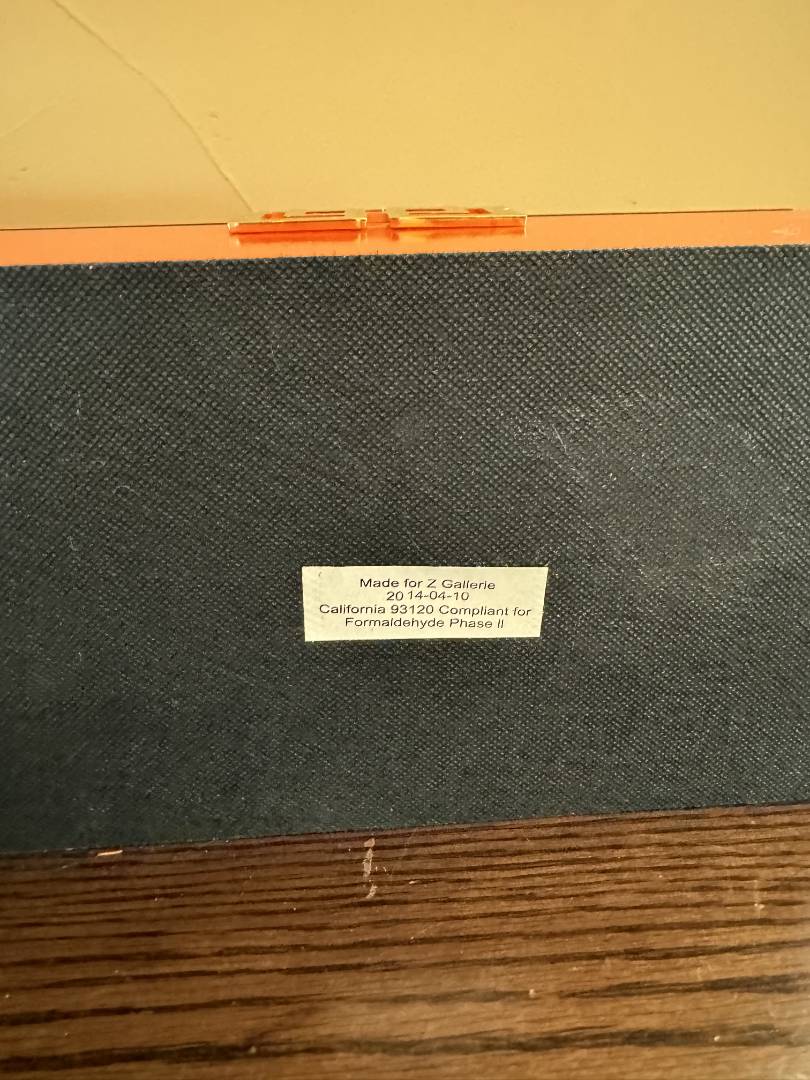 Made for Z Gallerie
2014-04-10
California 93120 Compliant for
Formaldehyde Phase II